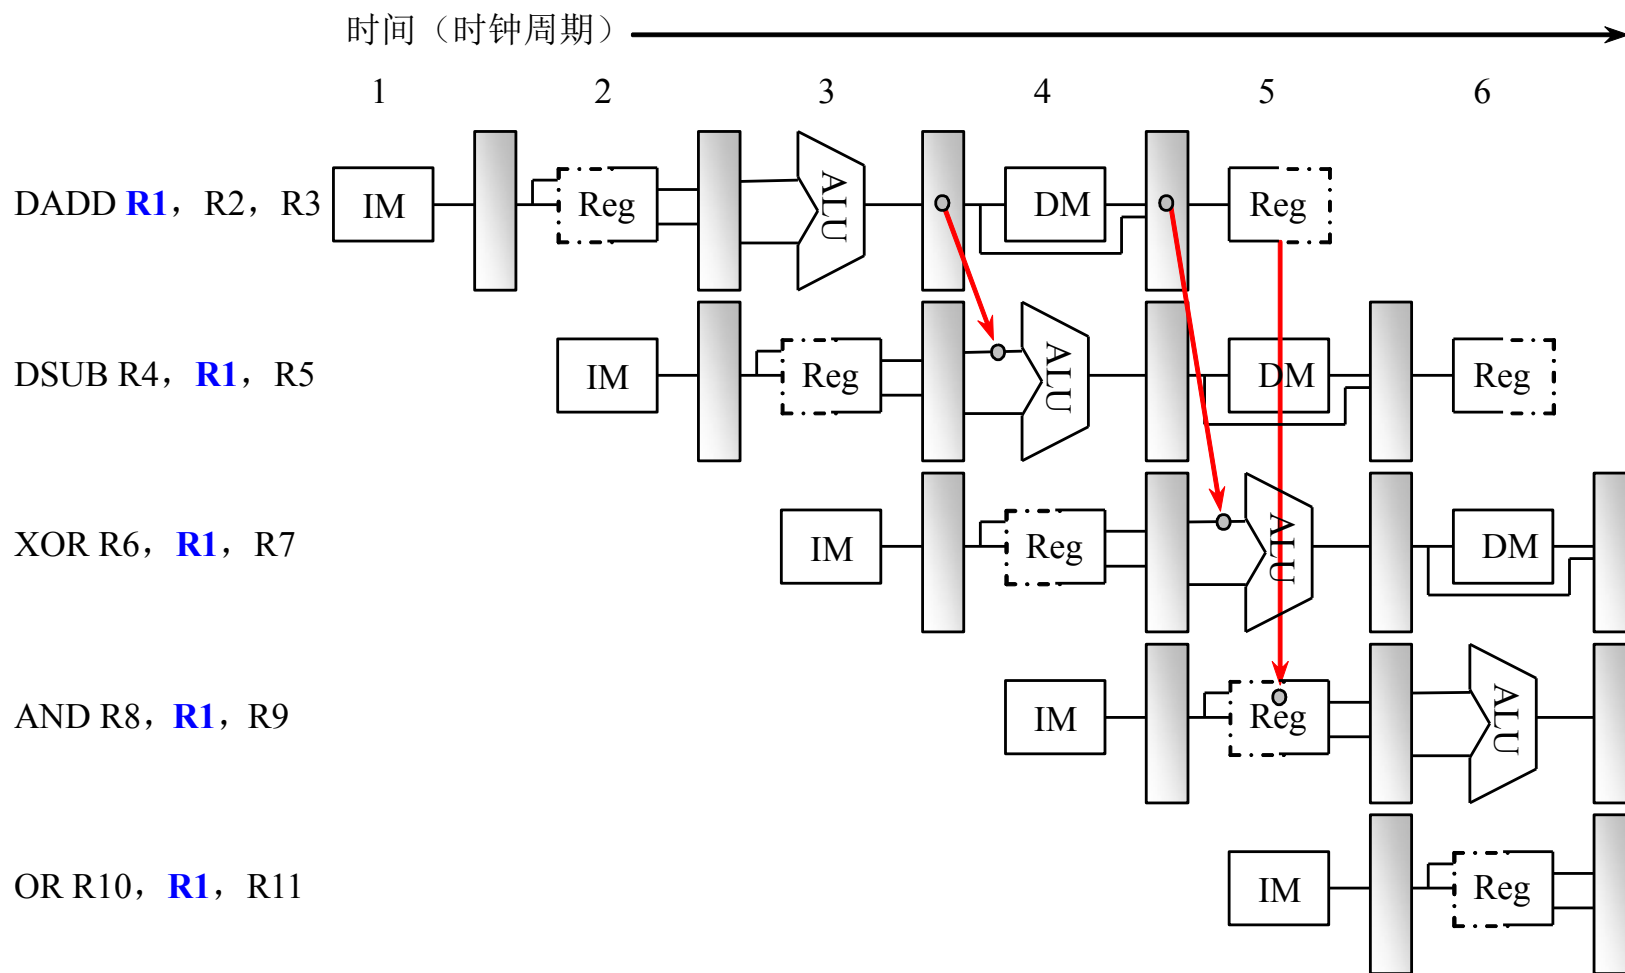 时间（时钟周期）
1 2 3 4 5 6
DADD R1，R2，R3 IM Reg ALU DM Reg
DSUB R4，R1，R5 IM Reg ALU DM Reg
XOR R6，R1，R7 IM Reg ALU DM
AND R8，R1，R9 IM Reg ALU
OR R10，R1，R11 IM Reg